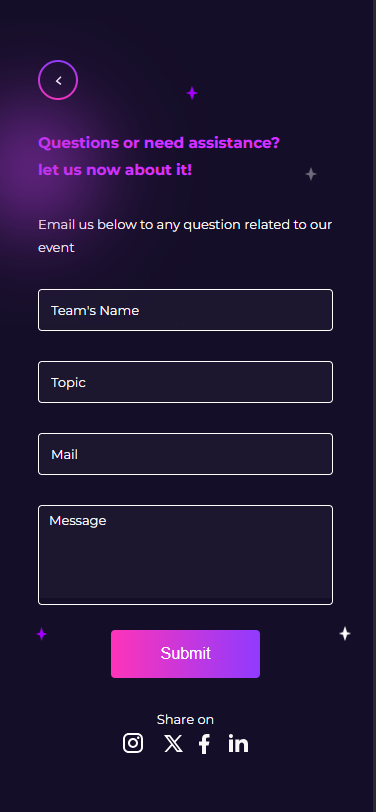 Questions or need assistance?
let us now about it!
Email us below to any question related to our
event
Team's Name
Topic
Mail
Message
Submit
Share on